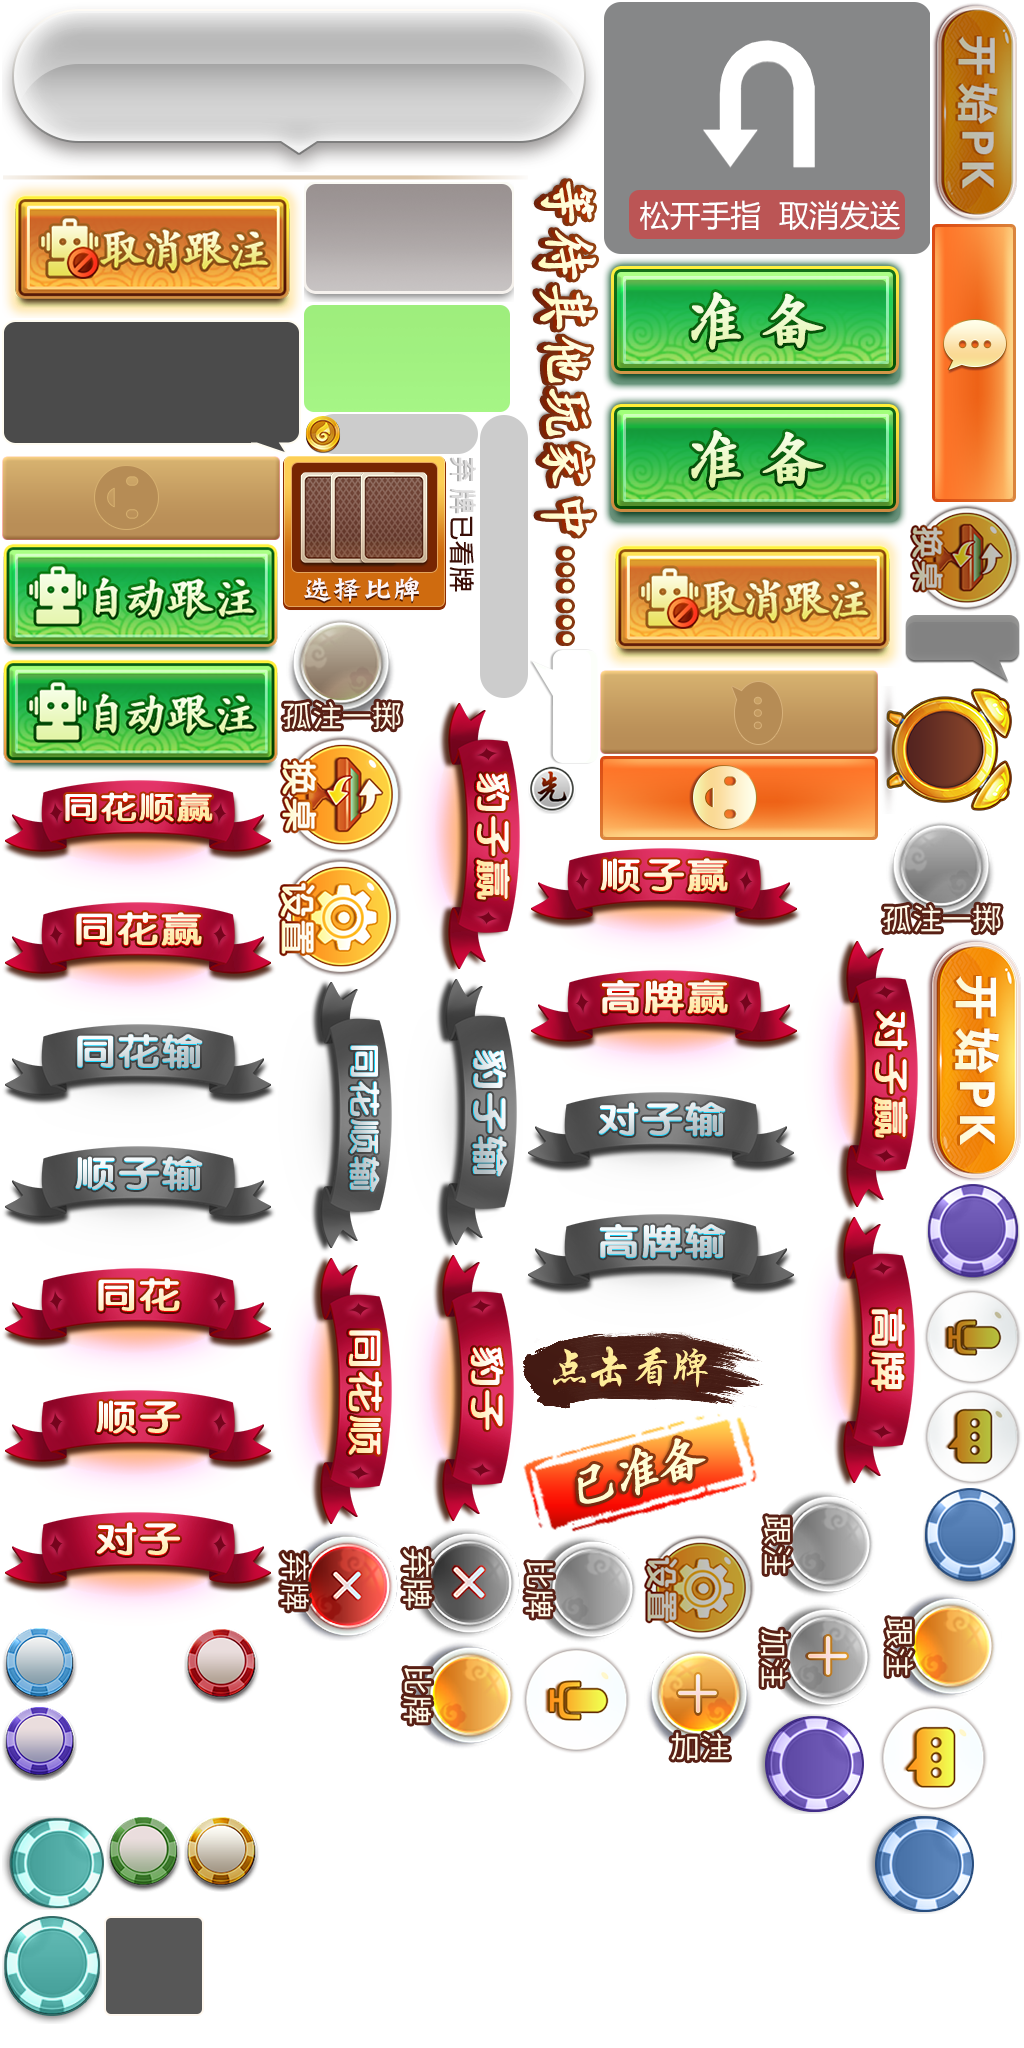 开始PK
松开手指 取消发送
取消跟注
等待其他玩家中······
准备
准备
弃牌
已看牌
选择比牌
自动跟注
取消跟注
换桌
自动跟注
孤注一掷
换桌
先
同花顺赢
豹子赢
顺子赢
孤注一掷
设置
同花赢
高牌赢
对子赢
开始PK
同花输
同花顺输
豹子输
对子输
顺子输
高牌输
同花
同花顺
豹子
点击看牌
高牌
顺子
已准备
对子
弃牌
弃牌
比牌
设置
跟注
比牌
加注
加注
跟注